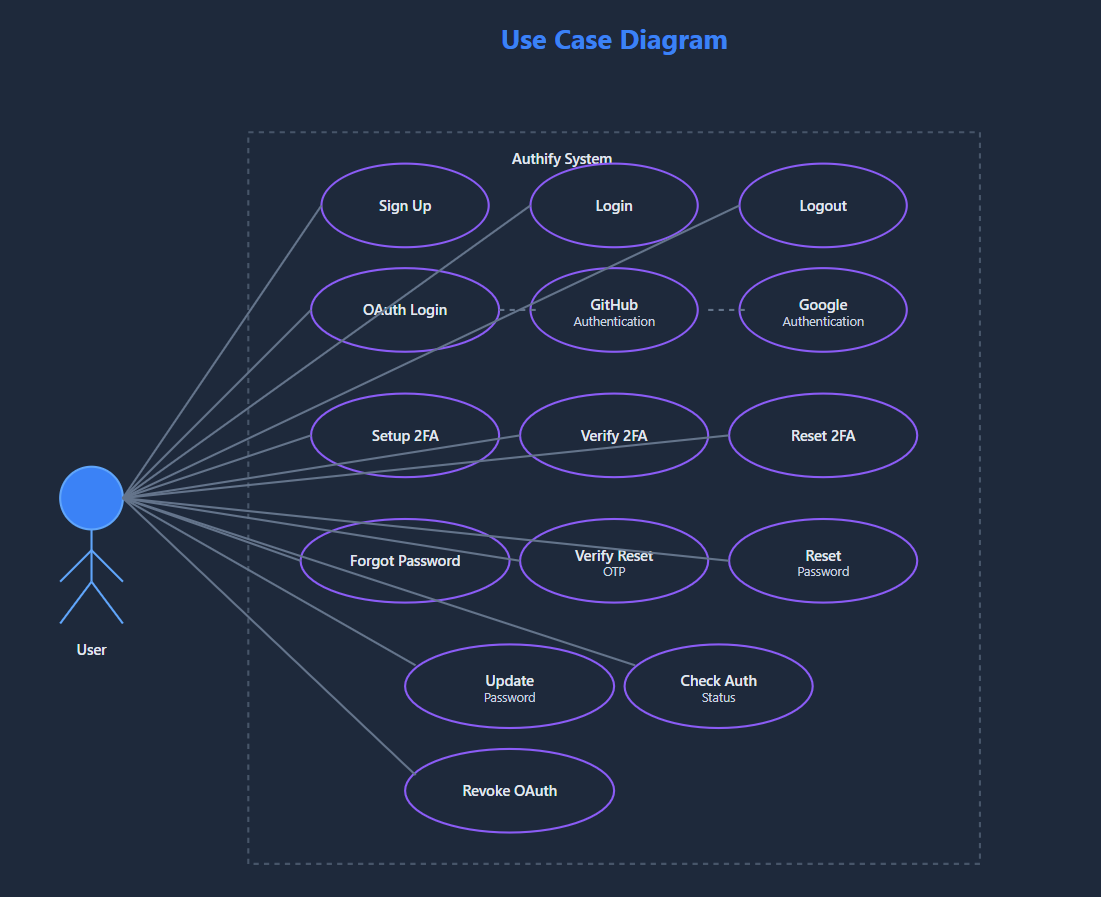 Use Case Diagram
Authify System
Sign Up
Login
Logout
OAuth Login
GitHub
Authentication
Google
Authentication
Setup 2FA
Verify 2FA
Reset 2FA
Forgot Password
Verify Reset
OTP
Reset
Password
User
Update
Password
Check Auth
Status
Revoke OAuth